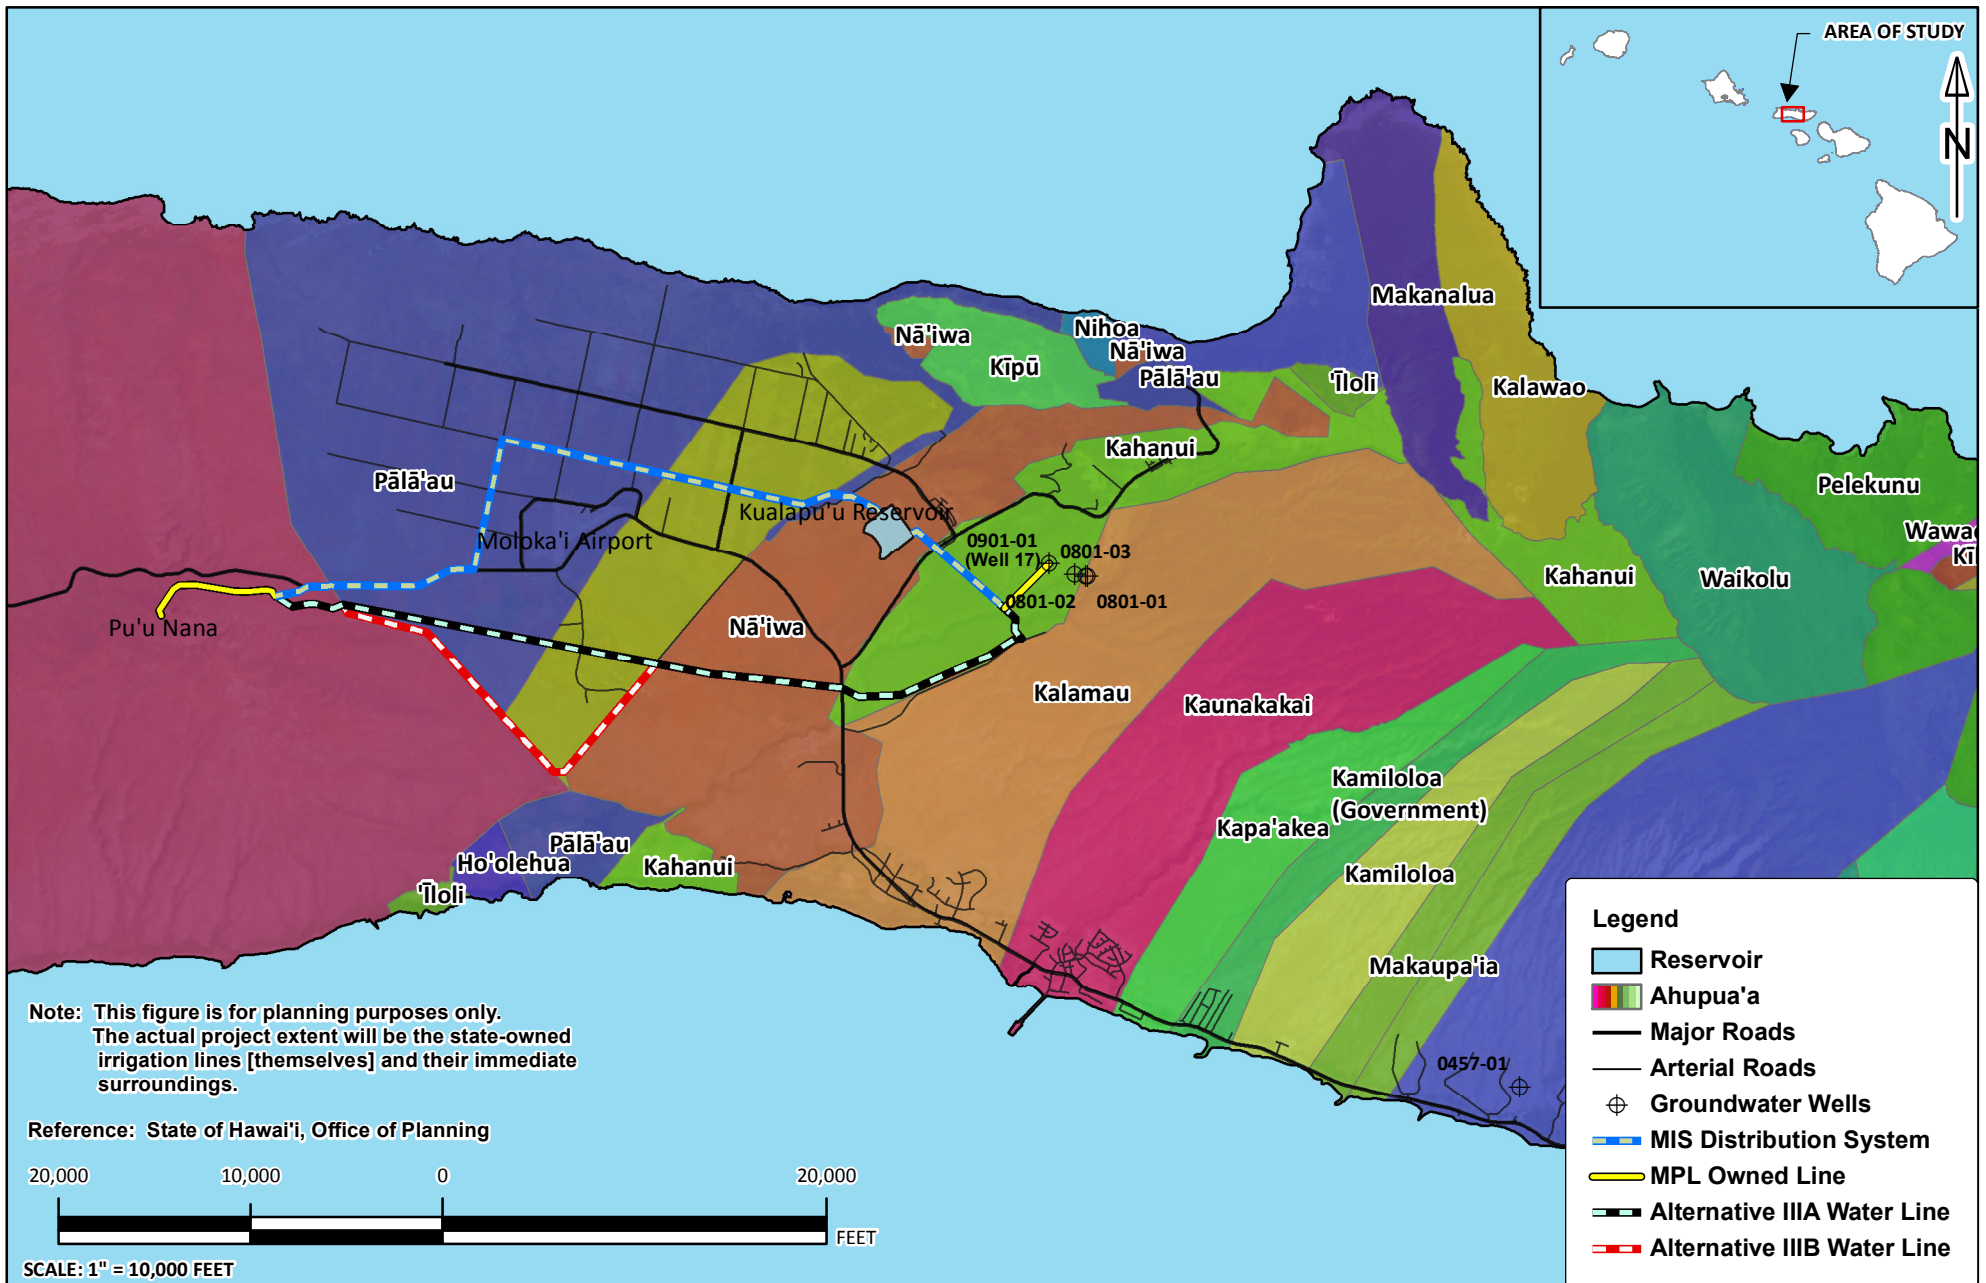 AREA OF STUDY
N
Makanalua
Nā'iwa
Nihoa
Nā'iwa
Kīpū
Pālā'au
'Īloli
Kalawao
Kahanui
Pālā'au
Pelekunu
Kualapu'u Reservoir
Moloka'i Airport
0901-01
(Well 17)
0801-03
Wawae
Kī
Kahanui
Waikolu
0801-02
0801-01
Pu'u Nana
Nā'iwa
Kalamau
Kaunakakai
Kamiloloa
(Government)
Kapa'akea
Pālā'au
Ho'olehua
Kahanui
Kamiloloa
'Īloli
Makaupa'ia
0457-01
Note: This figure is for planning purposes only.
The actual project extent will be the state-owned
irrigation lines [themselves] and their immediate
surroundings.
Reference: State of Hawai'i, Office of Planning
20,000 10,000 0 20,000
FEET
SCALE: 1" = 10,000 FEET
Legend
Reservoir
Ahupua'a
Major Roads
Arterial Roads
Groundwater Wells
MIS Distribution System
MPL Owned Line
Alternative IIIA Water Line
Alternative IIIB Water Line